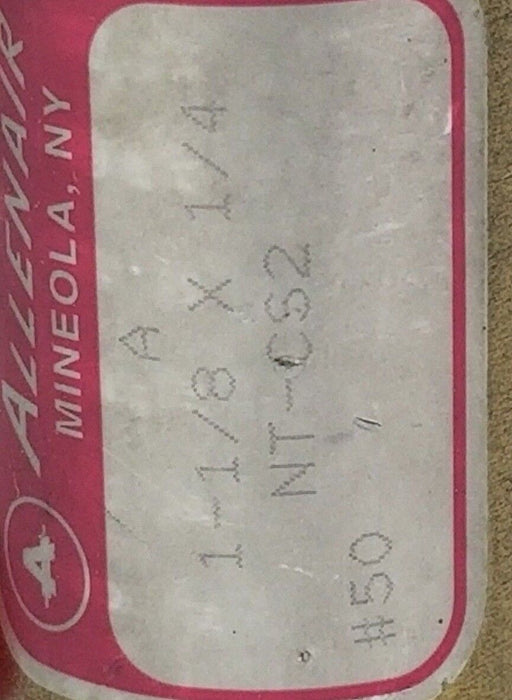 A ALLENAIR
MINEOLA, NY
A
1-1/8 X 1/4
NT-CS2
#50